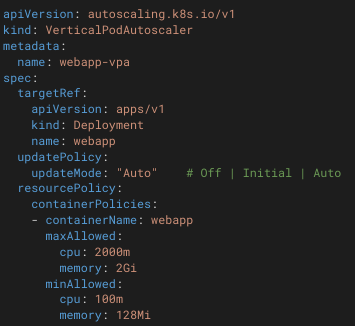 apiVersion: autoscaling.k8s.io/v1
kind: VerticalPodAutoscaler
metadata:
  name: webapp-vpa
spec:
  targetRef:
    apiVersion: apps/v1
    kind: Deployment
    name: webapp
  updatePolicy:
    updateMode: "Auto"    # Off | Initial | Auto
  resourcePolicy:
    containerPolicies:
    - containerName: webapp
      maxAllowed:
        cpu: 2000m
        memory: 2Gi
      minAllowed:
        cpu: 100m
        memory: 128Mi